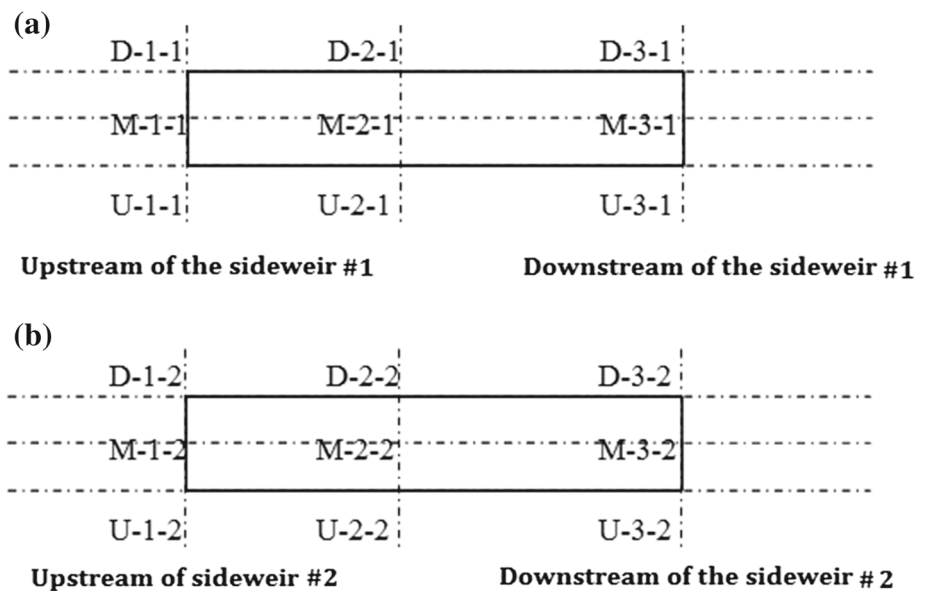 (a)
D-1-1 D-2-1 D-3-1
M-1-1 M-2-1 M-3-1
U-1-1 U-2-1 U-3-1
Upstream of the sideweir #1 Downstream of the sideweir #1
(b)
D-1-2 D-2-2 D-3-2
M-1-2 M-2-2 M-3-2
U-1-2 U-2-2 U-3-2
Upstream of sideweir #2 Downstream of the sideweir #2